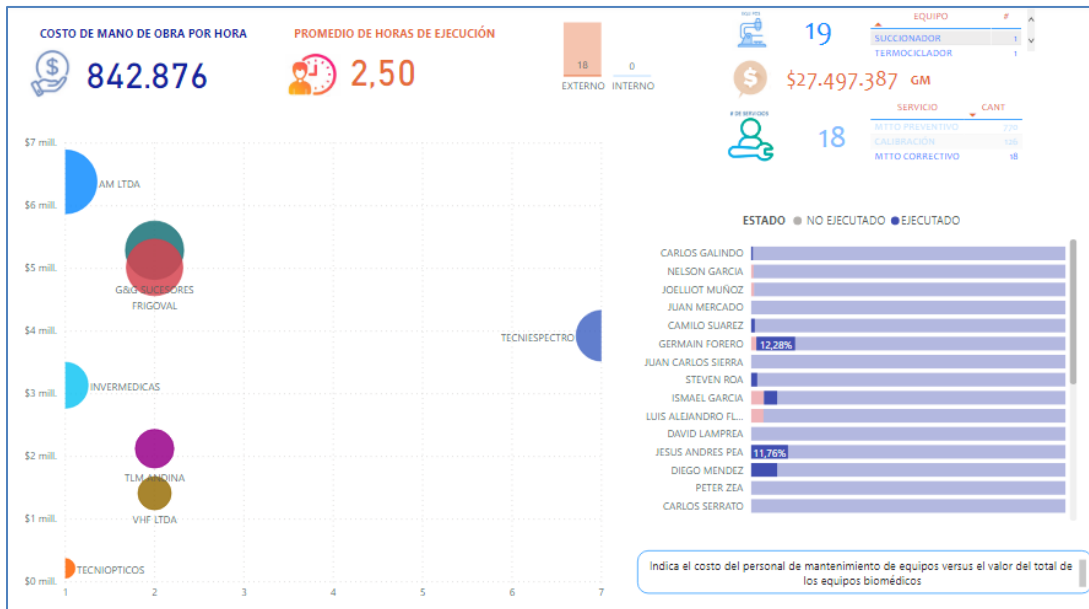 COSTO DE MANO DE OBRA POR HORA
842.876
PROMEDIO DE HORAS DE EJECUCIÓN
2,50
18
0
EXTERNO INTERNO
19
EQUIPO #
SUCCIONADOR 1
TERMOCICLADOR 1
$27.497.387 GM
# DE SERVICIOS
18
SERVICIO CANT
MTTO PREVENTIVO 770
CALIBRACIÓN
MTTO CORRECTIVO 18
$7 mill.
AM LTDA
$6 mill.
$5 mill.
G&G SUCESORES
FRIGOVAL
$4 mill.
TECNIESPECTRO
INVERMEDICAS
$3 mill.
$2 mill.
TLM ANDINA
VHF LTDA
$1 mill.
TECNIOPTICOS
$0 mill.
1 2 3 4 5 6 7
ESTADO NO EJECUTADO EJECUTADO
CARLOS GALINDO
NELSON GARCIA
JOELLIOT MUÑOZ
JUAN MERCADO
CAMILO SUAREZ
GERMAIN FORERO 12,28%
JUAN CARLOS SIERRA
STEVEN ROA
ISMAEL GARCIA
LUIS ALEJANDRO FL...
DAVID LAMPREA
JESUS ANDRES PEA 11,76%
DIEGO MENDEZ
PETER ZEA
CARLOS SERRATO
Indica el costo del personal de mantenimiento de equipos versus el valor del total de
los equipos biomédicos